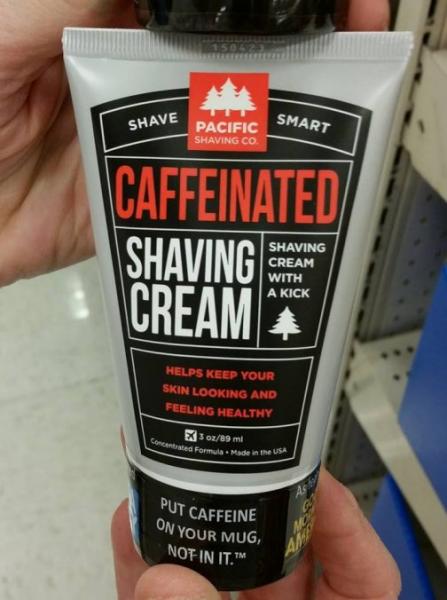 150423
SHAVE
PACIFIC
SHAVING CO.
SMART
CAFFEINATED
SHAVING
CREAM
SHAVING
CREAM
WITH
A KICK
HELPS KEEP YOUR
SKIN LOOKING AND
FEELING HEALTHY
3 oz/89 ml
Concentrated Formula • Made in the USA
PUT CAFFEINE
ON YOUR MUG,
NOT IN IT.™